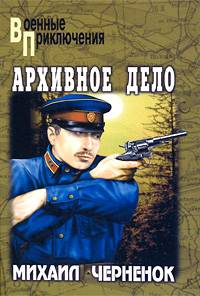 Военные
Приключения
АРХИВНОЕ ДЕЛО
МИХАИЛ ЧЕРНЕНОК